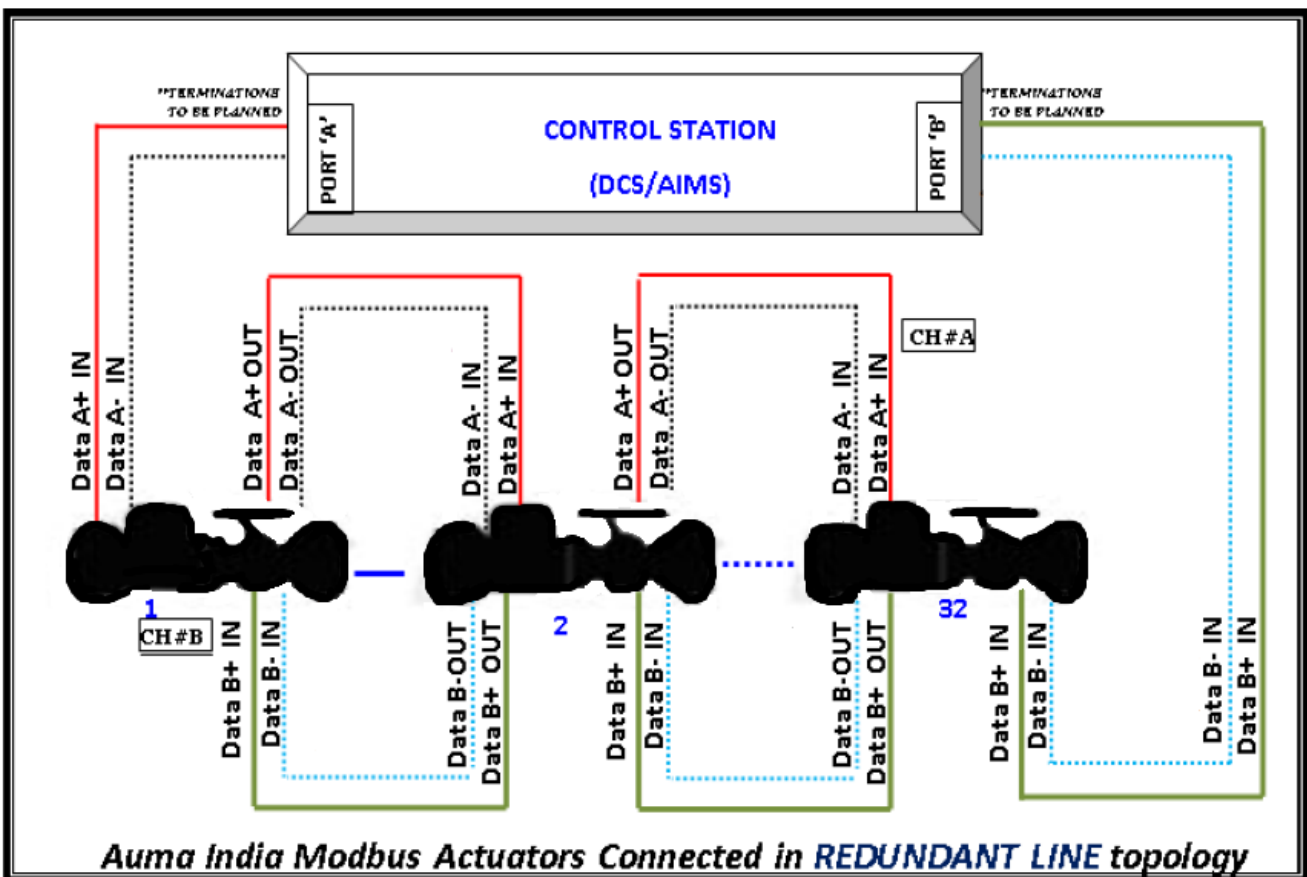 "TERMINATIONS
TO BE PLANNED
PORT 'A'
CONTROL STATION
(DCS/AIMS)
PORT 'B'
"TERMINATIONS
TO BE PLANNED
Data A+ IN
Data A- IN
Data A+ OUT
Data A- OUT
Data A- IN
Data A+ IN
Data A+ OUT
Data A- OUT
Data A- IN
Data A+ IN
CH#A
1
2
32
CH#B
Data B+ IN
Data B- IN
Data B-OUT
Data B+ OUT
Data B+ IN
Data B- IN
Data B-OUT
Data B+ OUT
Data B+ IN
Data B- IN
Data B- IN
Data B+ IN
Auma India Modbus Actuators Connected in REDUNDANT LINE topology